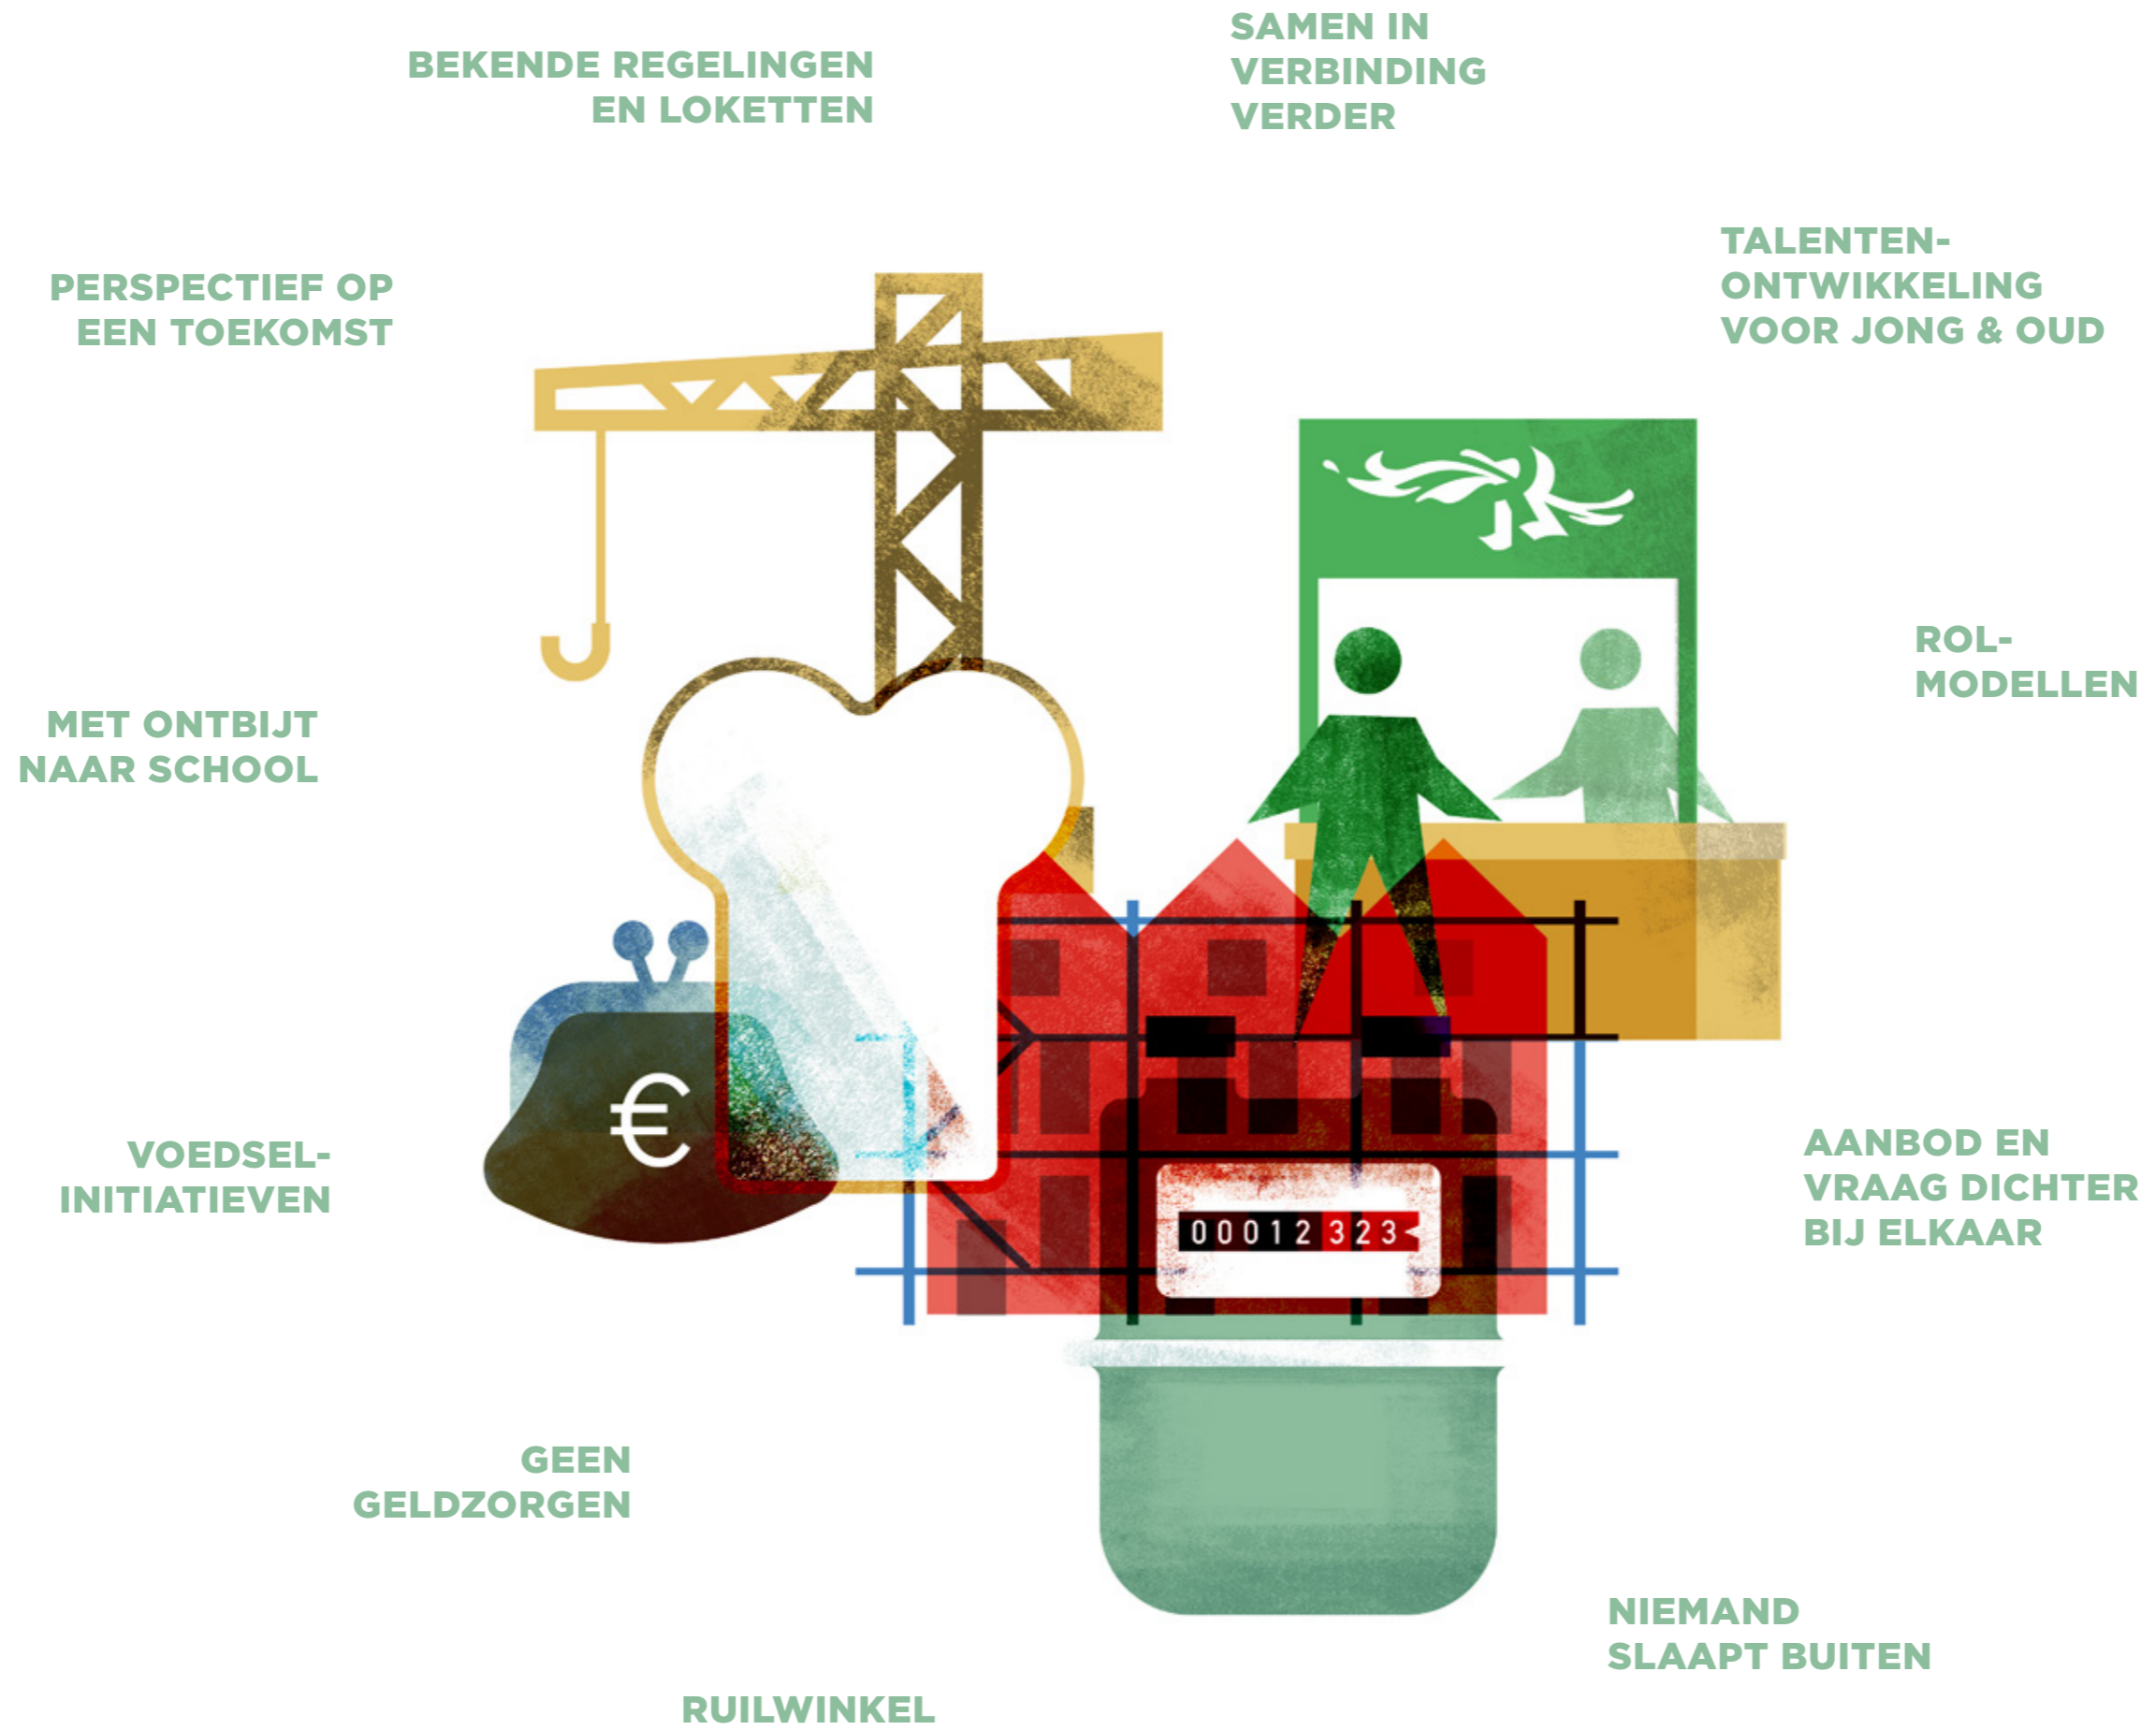 SAMEN IN
VERBINDING
VERDER
BEKENDE REGELINGEN
EN LOKETTEN
TALENTEN-
ONTWIKKELING
VOOR JONG & OUD
PERSPECTIEF OP
EEN TOEKOMST
ROL-
MODELLEN
MET ONTBIJT
NAAR SCHOOL
€
AANBOD EN
VRAAG DICHTER
BIJ ELKAAR
VOEDSEL-
INITIATIEVEN
00012323
GEEN
GELDZORGEN
NIEMAND
SLAAPT BUITEN
RUILWINKEL